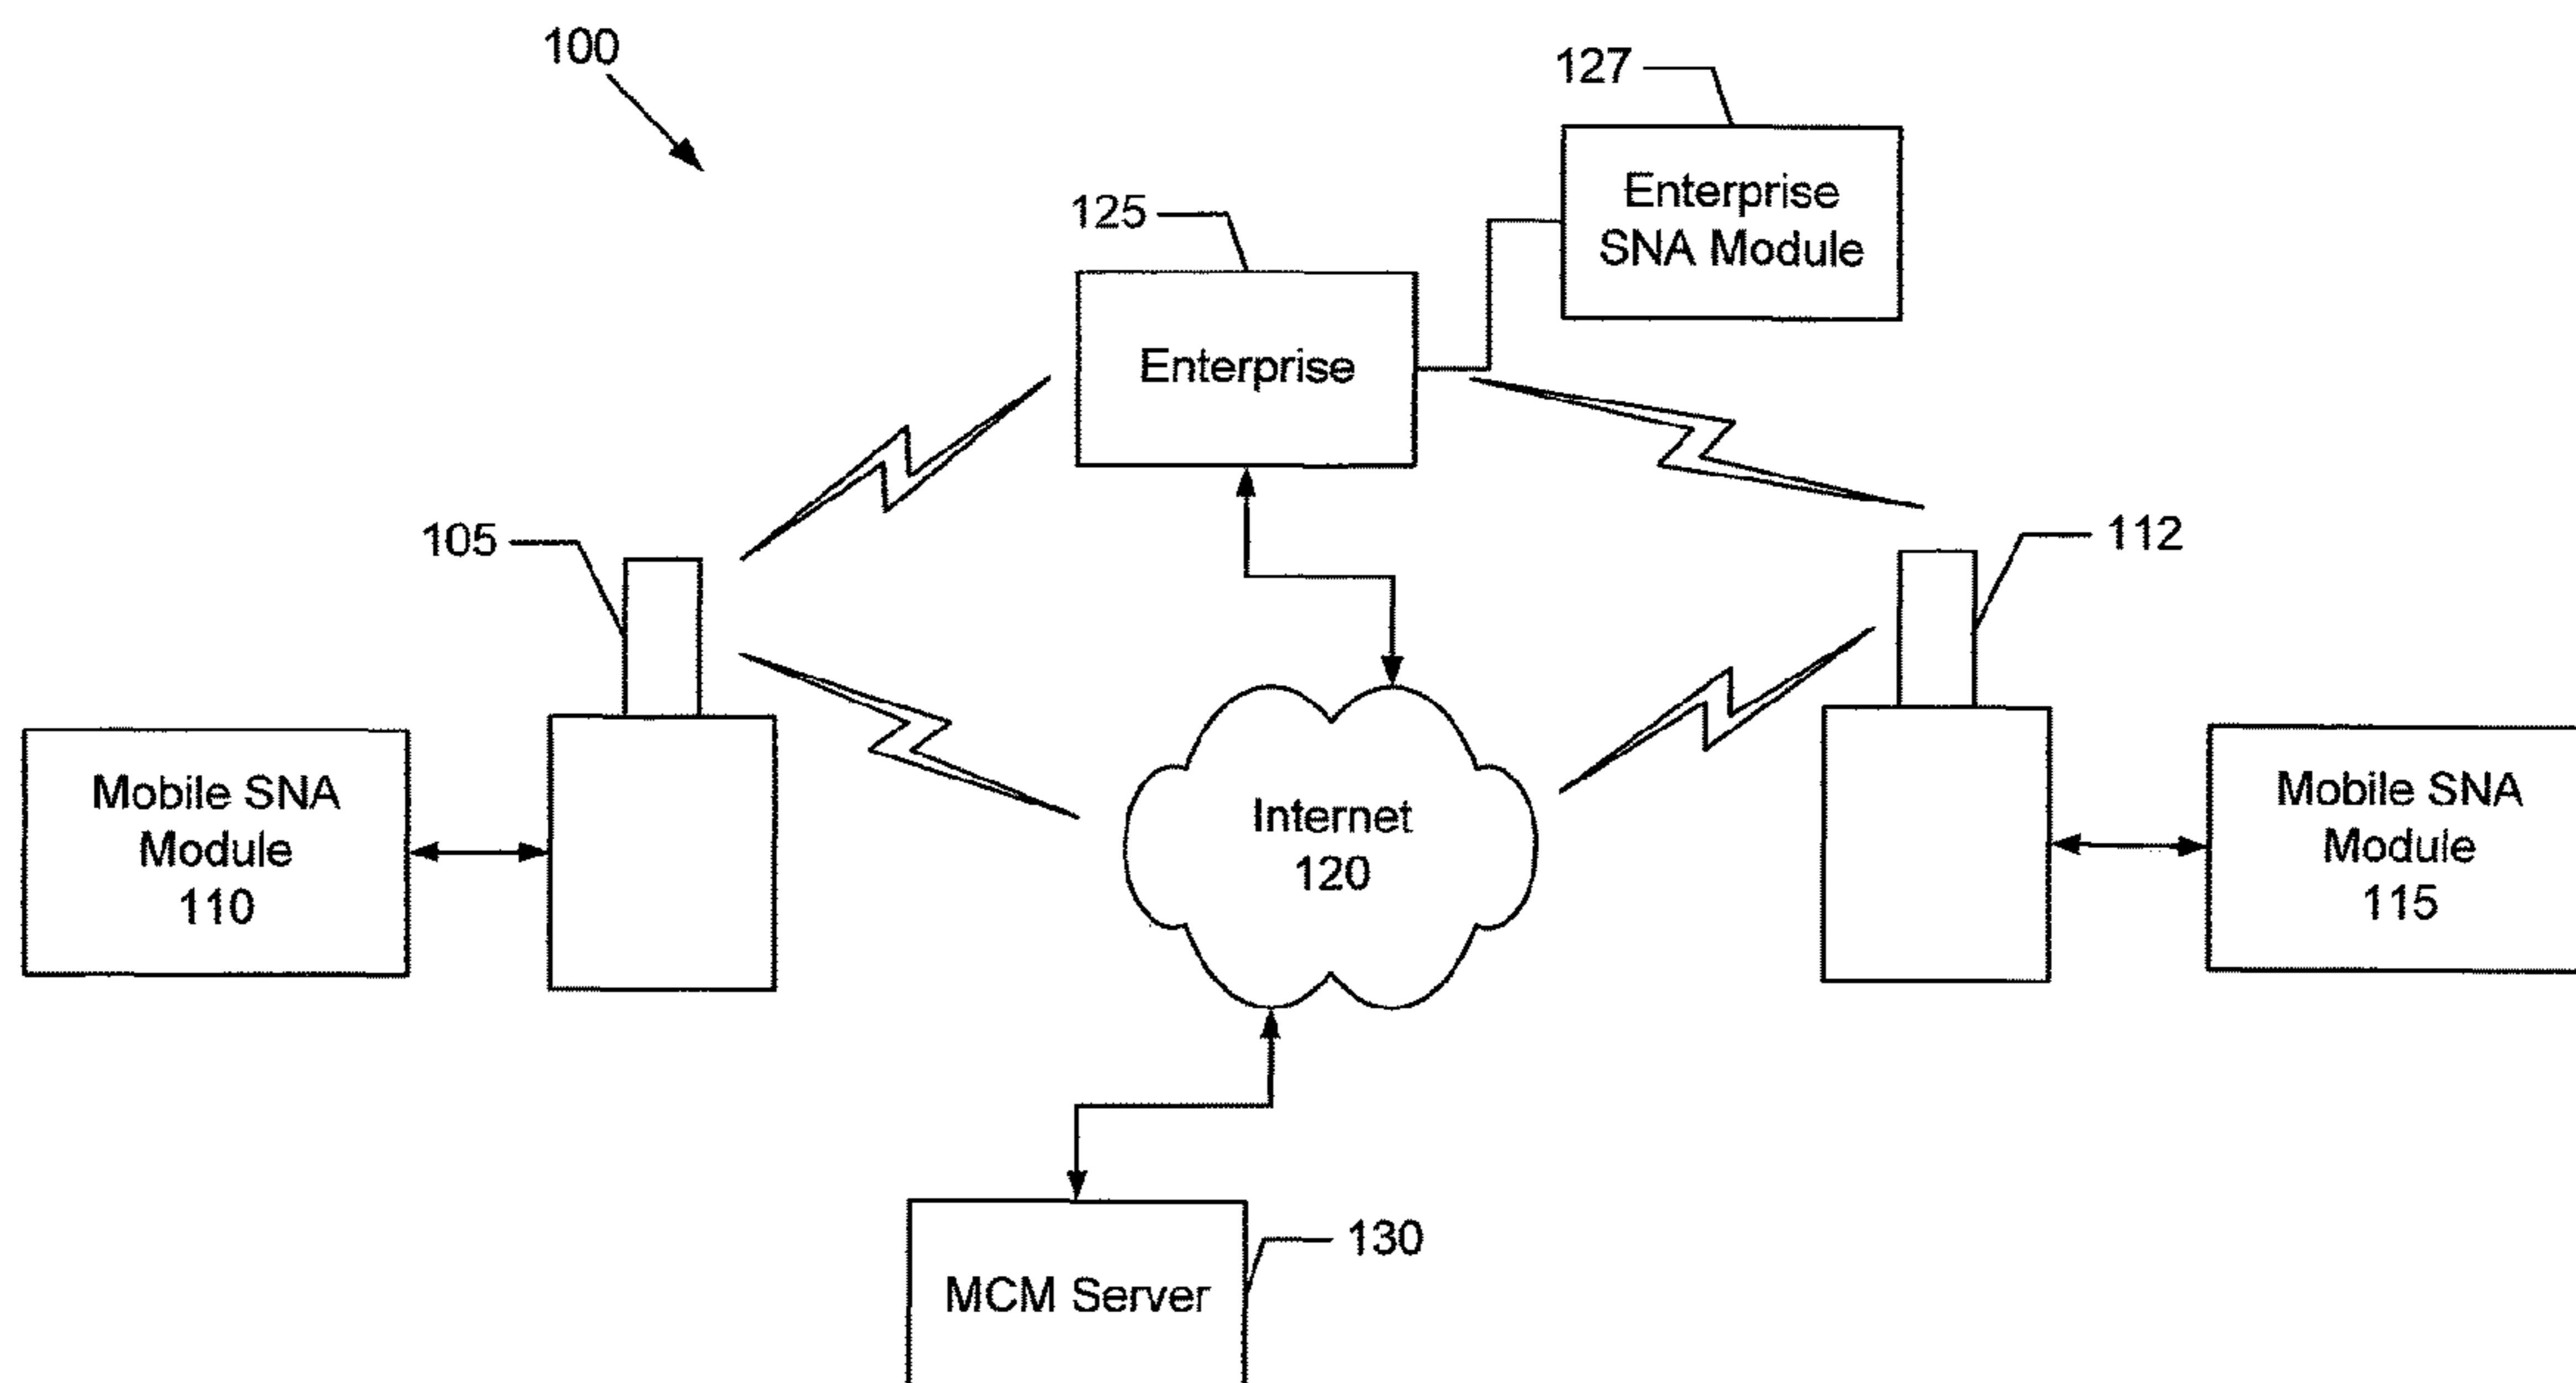 100
127
Enterprise
SNA Module
125
Enterprise
105
112
Mobile SNA
Module
110
Internet
120
Mobile SNA
Module
115
130
MCM Server